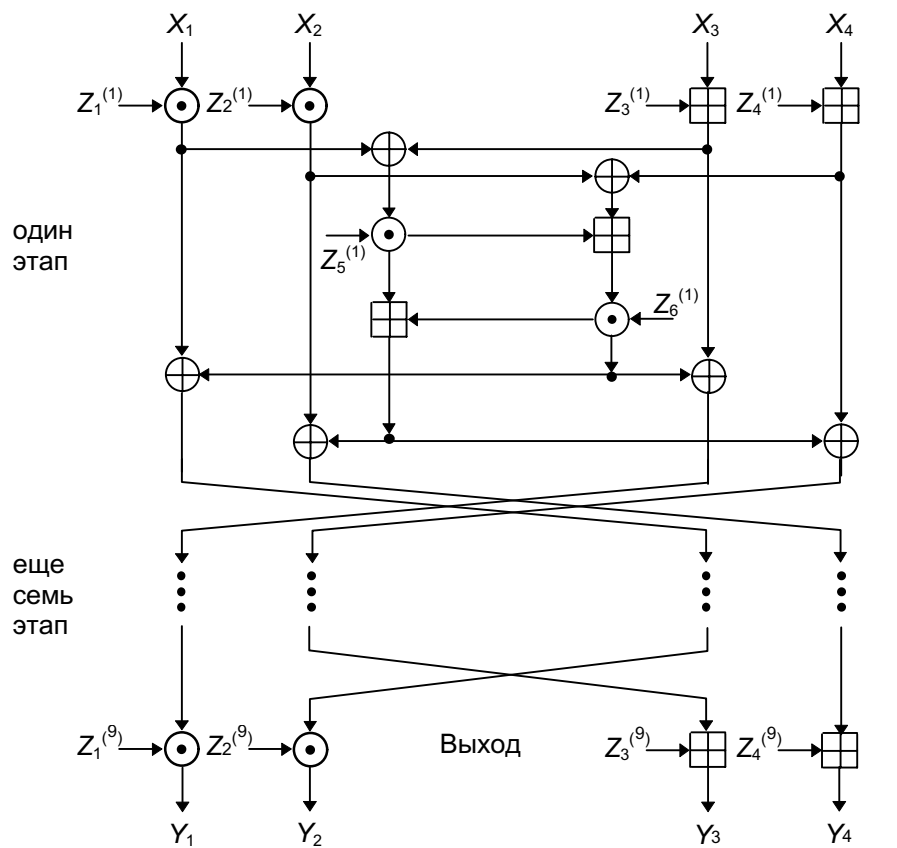 X1 X2 X3 X4
Z1(1) Z2(1) Z3(1) Z4(1)
один
этап
Z5(1)
Z6(1)
еще
семь
этап
Z1(9) Z2(9) Выход Z3(9) Z4(9)
Y1 Y2 Y3 Y4